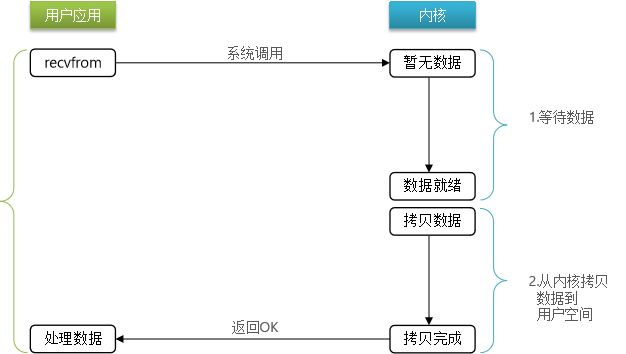 用户应用
内核
系统调用
recvfrom
暂无数据
1.等待数据
数据就绪
拷贝数据
2.从内核拷贝
数据到
用户空间
返回OK
处理数据
拷贝完成